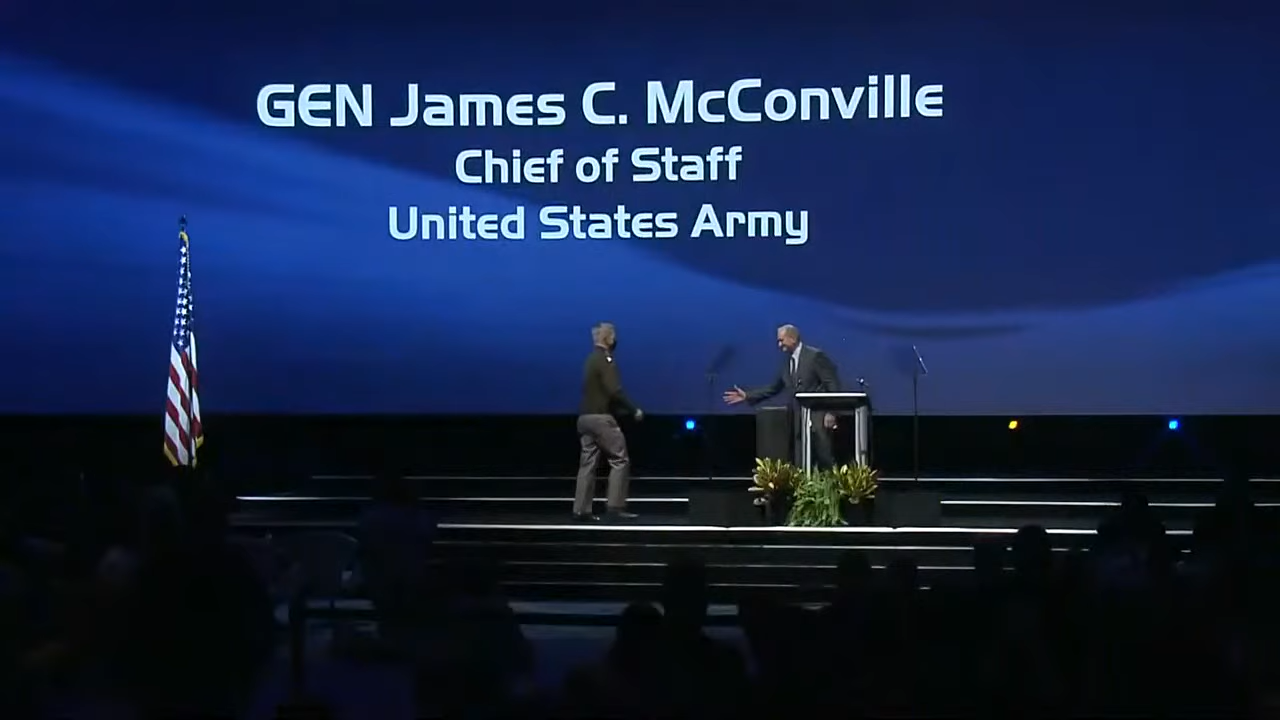 GEN James C. McConville
Chief of Staff
United States Army